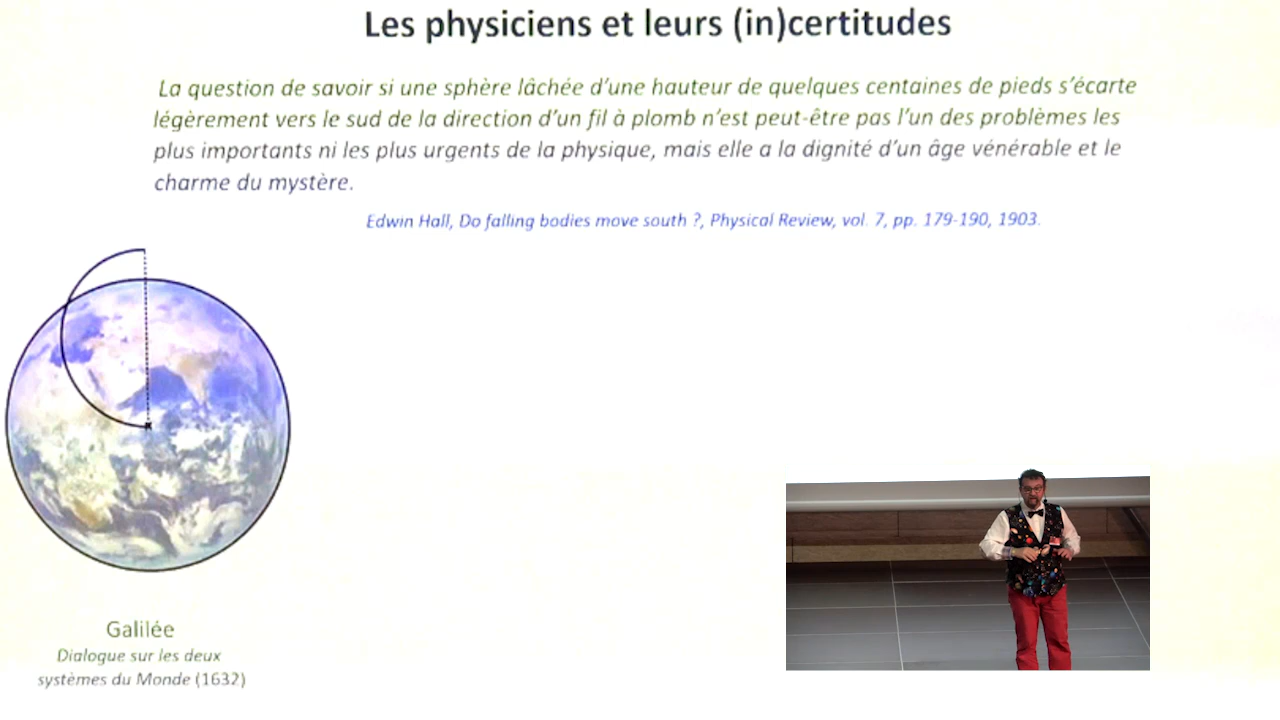 Les physiciens et leurs (in)certitudes
La question de savoir si une sphère lâchée d'une hauteur de quelques centaines de pieds s'écarte
légèrement vers le sud de la direction d'un fil à plomb n'est peut-être pas l'un des problèmes les
plus importants ni les plus urgents de la physique, mais elle a la dignité d'un âge vénérable et le
charme du mystère.
Edwin Hall, Do falling bodies move south ?, Physical Review, vol. 7, pp. 179-190, 1903.
Galilée
Dialogue sur les deux
systèmes du Monde (1632)